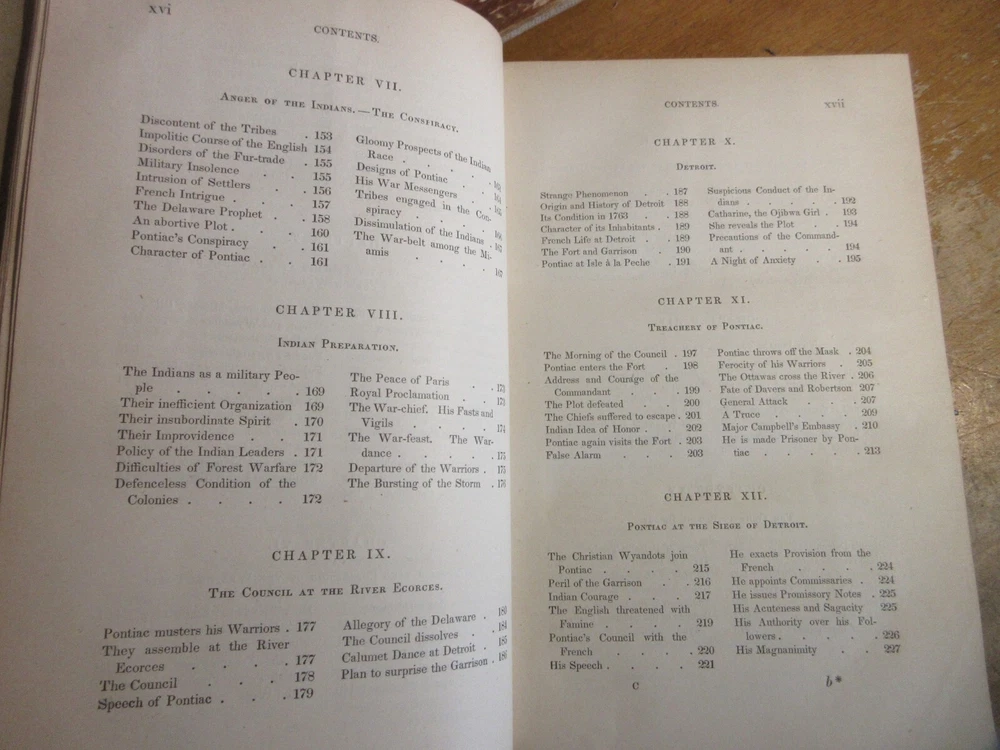 xvi
CONTENTS.
CHAPTER VII.
ANGER OF THE INDIANS.—THE CONSPIRACY.
Discontent of the Tribes . 153
Impolitic Course of the English 154
Disorders of the Fur-trade . 155
Military Insolence . . 155
Intrusion of Settlers . . 156
French Intrigue . . . 157
The Delaware Prophet . . 158
An abortive Plot . . . 160
Pontiac's Conspiracy . . 161
Character of Pontiac . . 161
Gloomy Prospects of the Indian
Race . . . . .
Designs of Pontiac . . .
His War Messengers . .
Tribes engaged in the Con-
spiracy . . . .
Dissimulation of the Indians .
The War-belt among the Mi-
amis . . . . 167
CHAPTER VIII.
INDIAN PREPARATION.
The Indians as a military Peo-
ple . . . . . 169
Their inefficient Organization 169
Their insubordinate Spirit . 170
Their Improvidence . . 171
Policy of the Indian Leaders . 171
Difficulties of Forest Warfare 172
Defenceless Condition of the
Colonies . . . . 172
The Peace of Paris . . 173
Royal Proclamation . . 173
The War-chief. His Fasts and
Vigils . . . . . 174
The War-feast. The War-
dance . . . . . 175
Departure of the Warriors . 175
The Bursting of the Storm . 176
CHAPTER IX.
THE COUNCIL AT THE RIVER ECORCES.
Pontiac musters his Warriors . 177
They assemble at the River
Ecorces . . . . 177
The Council . . . 178
Speech of Pontiac . . . 179
Allegory of the Delaware .
The Council dissolves . 184
Calumet Dance at Detroit . 185
Plan to surprise the Garrison . 186
CONTENTS. xvii
CHAPTER X.
DETROIT.
Strange Phenomenon . . 187
Origin and History of Detroit 188
Its Condition in 1763 . . 188
Character of its Inhabitants . 189
French Life at Detroit . . 189
The Fort and Garrison . 190
Pontiac at Isle à la Peche . 191
Suspicious Conduct of the In-
dians . . . . . 192
Catharine, the Ojibwa Girl . 193
She reveals the Plot . . 194
Precautions of the Command-
ant . . . . . 194
A Night of Anxiety . . 195
CHAPTER XI.
TREACHERY OF PONTIAC.
The Morning of the Council . 197
Pontiac enters the Fort . 198
Address and Courage of the
Commandant . . . 199
The Plot defeated . . 200
The Chiefs suffered to escape . 201
Indian Idea of Honor . . 202
Pontiac again visits the Fort . 203
False Alarm . . . 203
Pontiac throws off the Mask . 204
Ferocity of his Warriors . 205
The Ottawas cross the River . 206
Fate of Davers and Robertson 207
General Attack . . . 207
A Truce . . . . 209
Major Campbell's Embassy . 210
He is made Prisoner by Pon-
tiac . . . . . 213
CHAPTER XII.
PONTIAC AT THE SIEGE OF DETROIT.
The Christian Wyandots join
Pontiac . . . . 215
Peril of the Garrison . . 216
Indian Courage . . . 217
The English threatened with
Famine . . . . 219
Pontiac's Council with the
French . . . . 220
His Speech . . . . 221
He exacts Provision from the
French . . . . 224
He appoints Commissaries . 224
He issues Promissory Notes . 225
His Acuteness and Sagacity 225
His Authority over his Fol-
lowers . . . . . 226
His Magnanimity . . 227
c b*